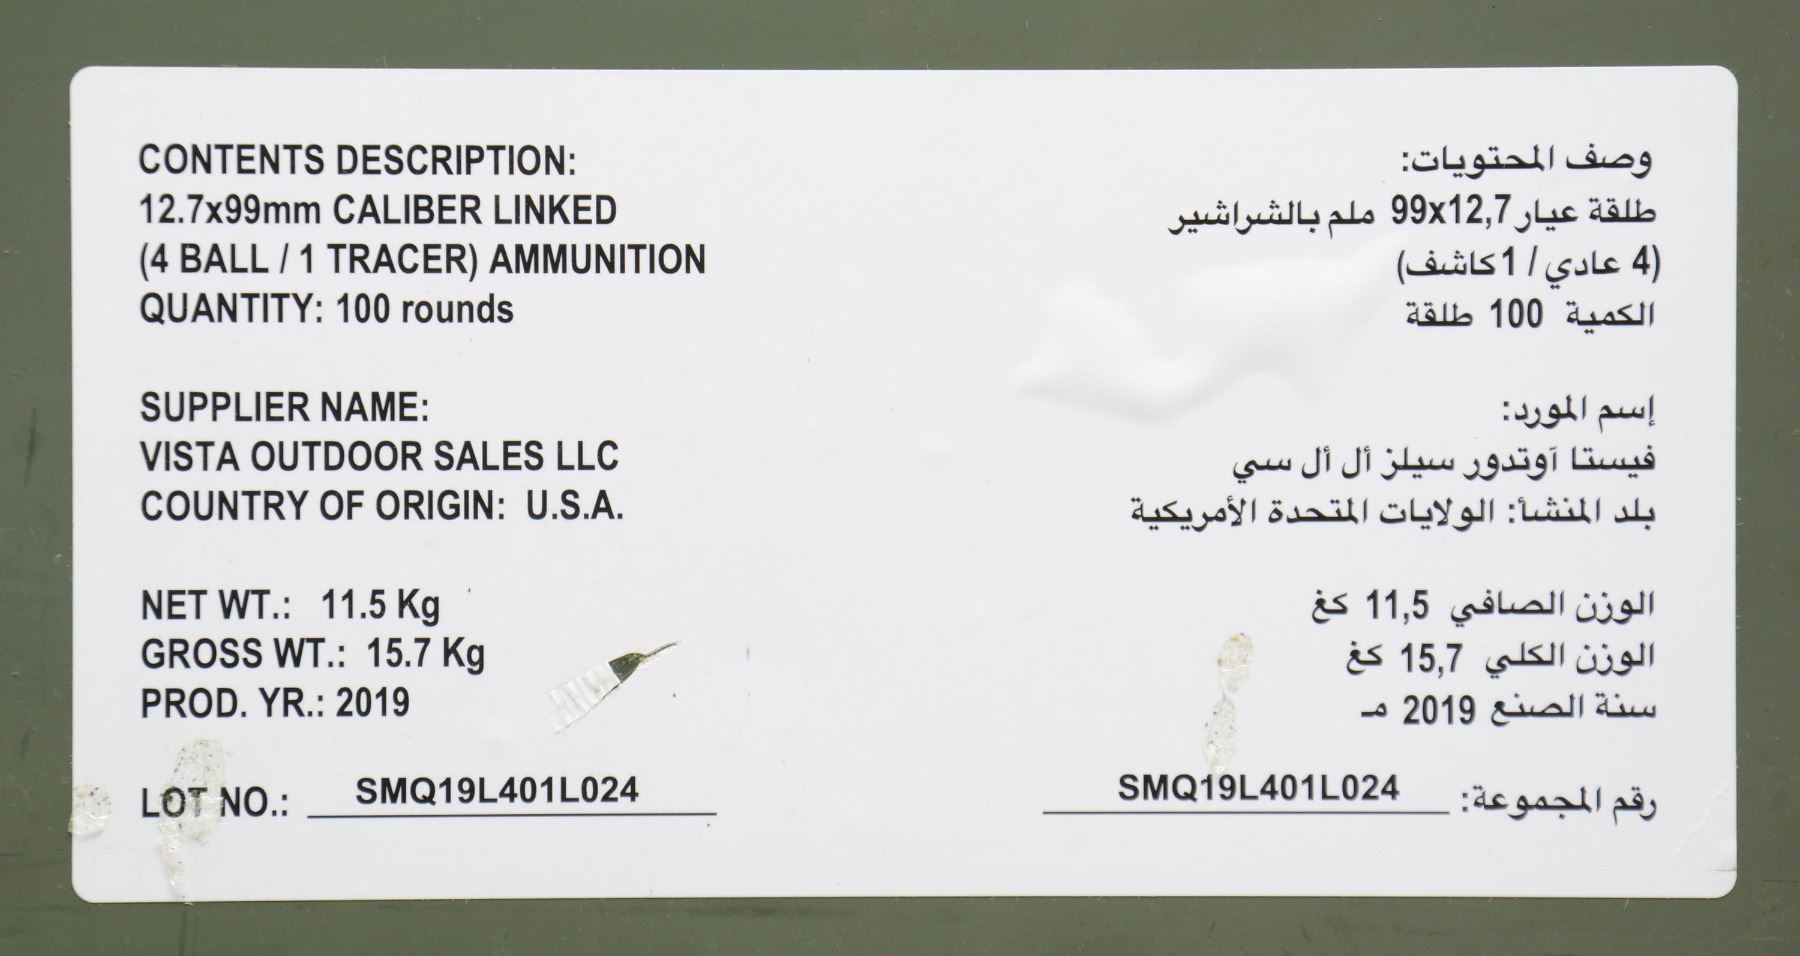 CONTENTS DESCRIPTION:
12.7x99mm CALIBER LINKED
(4 BALL / 1 TRACER) AMMUNITION
QUANTITY: 100 rounds
SUPPLIER NAME:
VISTA OUTDOOR SALES LLC
COUNTRY OF ORIGIN: U.S.A.
NET WT.: 11.5 Kg
GROSS WT.: 15.7 Kg
PROD. YR.: 2019
LOT NO.: SMQ19L401L024
وصف المحتويات:
طلقة عيار 12,7x99 ملم بالشراشير
(4 عادي / 1 كاشف)
الكمية 100 طلقة
إسم المورد:
فيستا آوتدور سيلز أل أل سي
بلد المنشأ: الولايات المتحدة الأمريكية
الوزن الصافي 11,5 كغ
الوزن الكلي 15,7 كغ
سنة الصنع 2019 مـ
رقم المجموعة: SMQ19L401L024